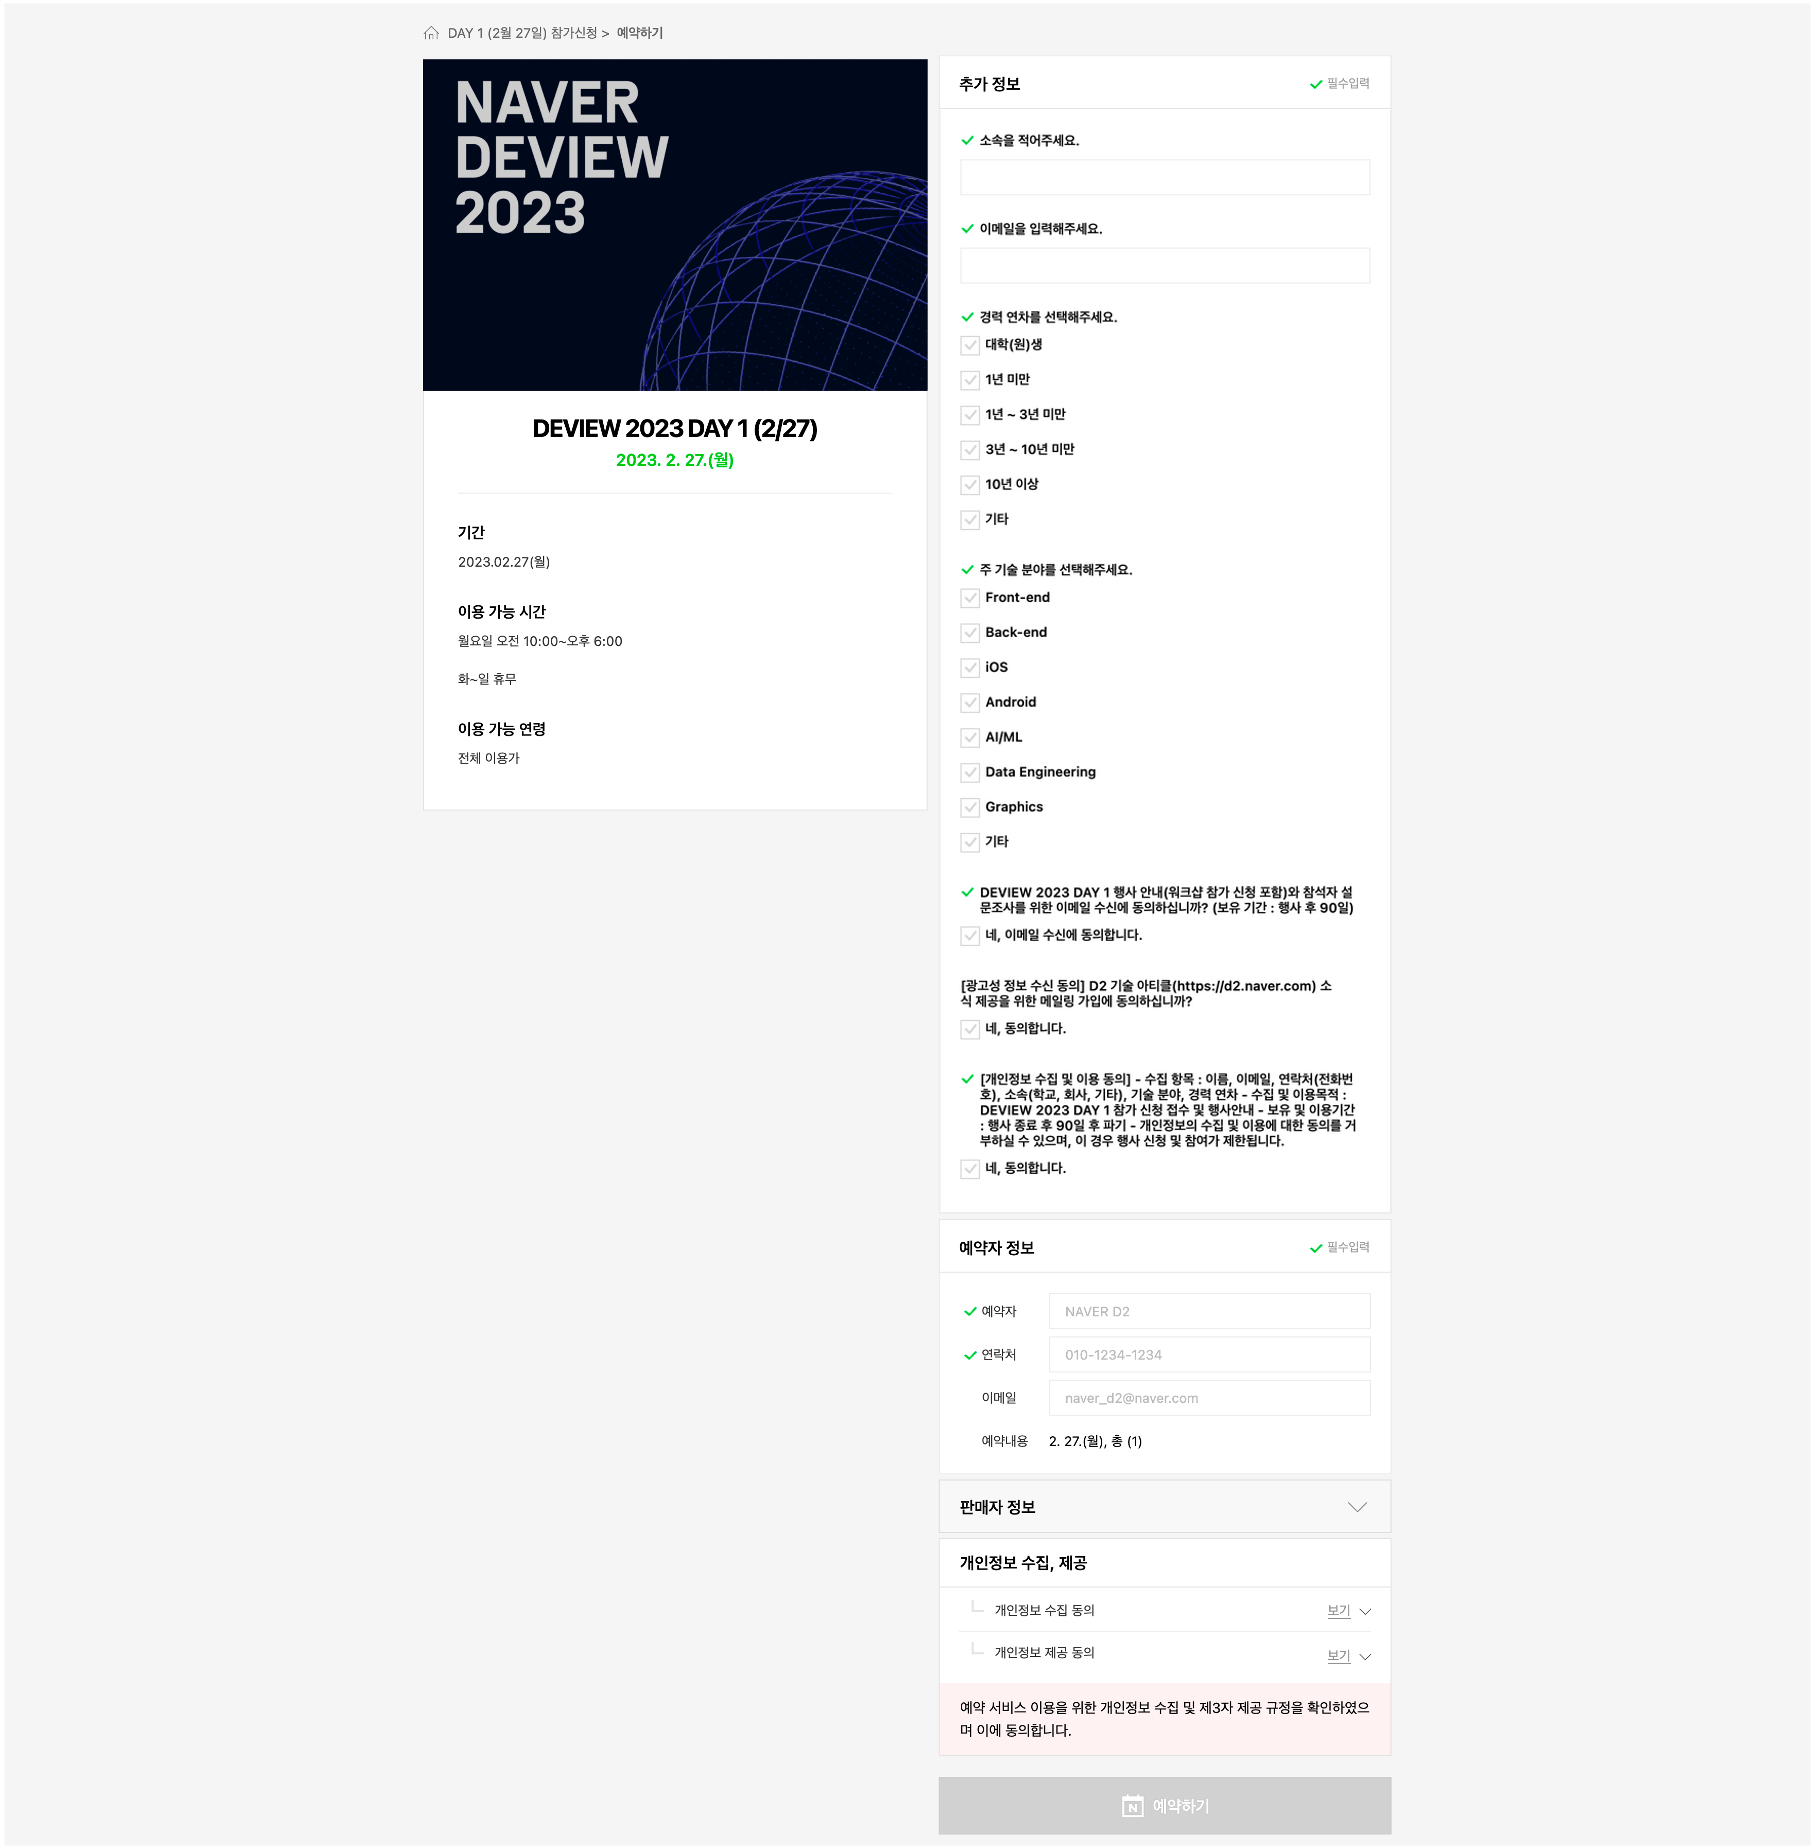 DAY 1 (2월 27일) 참가신청 > 예약하기
NAVER
DEVIEW
2023
DEVIEW 2023 DAY 1 (2/27)
2023. 2. 27.(월)
기간
2023.02.27(월)
이용 가능 시간
월요일 오전 10:00~오후 6:00
화~일 휴무
이용 가능 연령
전체 이용가
추가 정보
필수입력
소속을 적어주세요.
이메일을 입력해주세요.
경력 연차를 선택해주세요.
대학(원)생
1년 미만
1년 ~ 3년 미만
3년 ~ 10년 미만
10년 이상
기타
주 기술 분야를 선택해주세요.
Front-end
Back-end
iOS
Android
AI/ML
Data Engineering
Graphics
기타
DEVIEW 2023 DAY 1 행사 안내(워크샵 참가 신청 포함)와 참석자 설
문조사를 위한 이메일 수신에 동의하십니까? (보유 기간 : 행사 후 90일)
네, 이메일 수신에 동의합니다.
[광고성 정보 수신 동의] D2 기술 아티클(https://d2.naver.com) 소
식 제공을 위한 메일링 가입에 동의하십니까?
네, 동의합니다.
[개인정보 수집 및 이용 동의] - 수집 항목 : 이름, 이메일, 연락처(전화번
호), 소속(학교, 회사, 기타), 기술 분야, 경력 연차 - 수집 및 이용목적 :
DEVIEW 2023 DAY 1 참가 신청 접수 및 행사안내 - 보유 및 이용기간
: 행사 종료 후 90일 후 파기 - 개인정보의 수집 및 이용에 대한 동의를 거
부하실 수 있으며, 이 경우 행사 신청 및 참여가 제한됩니다.
네, 동의합니다.
예약자 정보
필수입력
예약자 NAVER D2
연락처 010-1234-1234
이메일 naver_d2@naver.com
예약내용 2. 27.(월), 총 (1)
판매자 정보
개인정보 수집, 제공
개인정보 수집 동의 보기
개인정보 제공 동의 보기
예약 서비스 이용을 위한 개인정보 수집 및 제3자 제공 규정을 확인하였으
며 이에 동의합니다.
N 예약하기